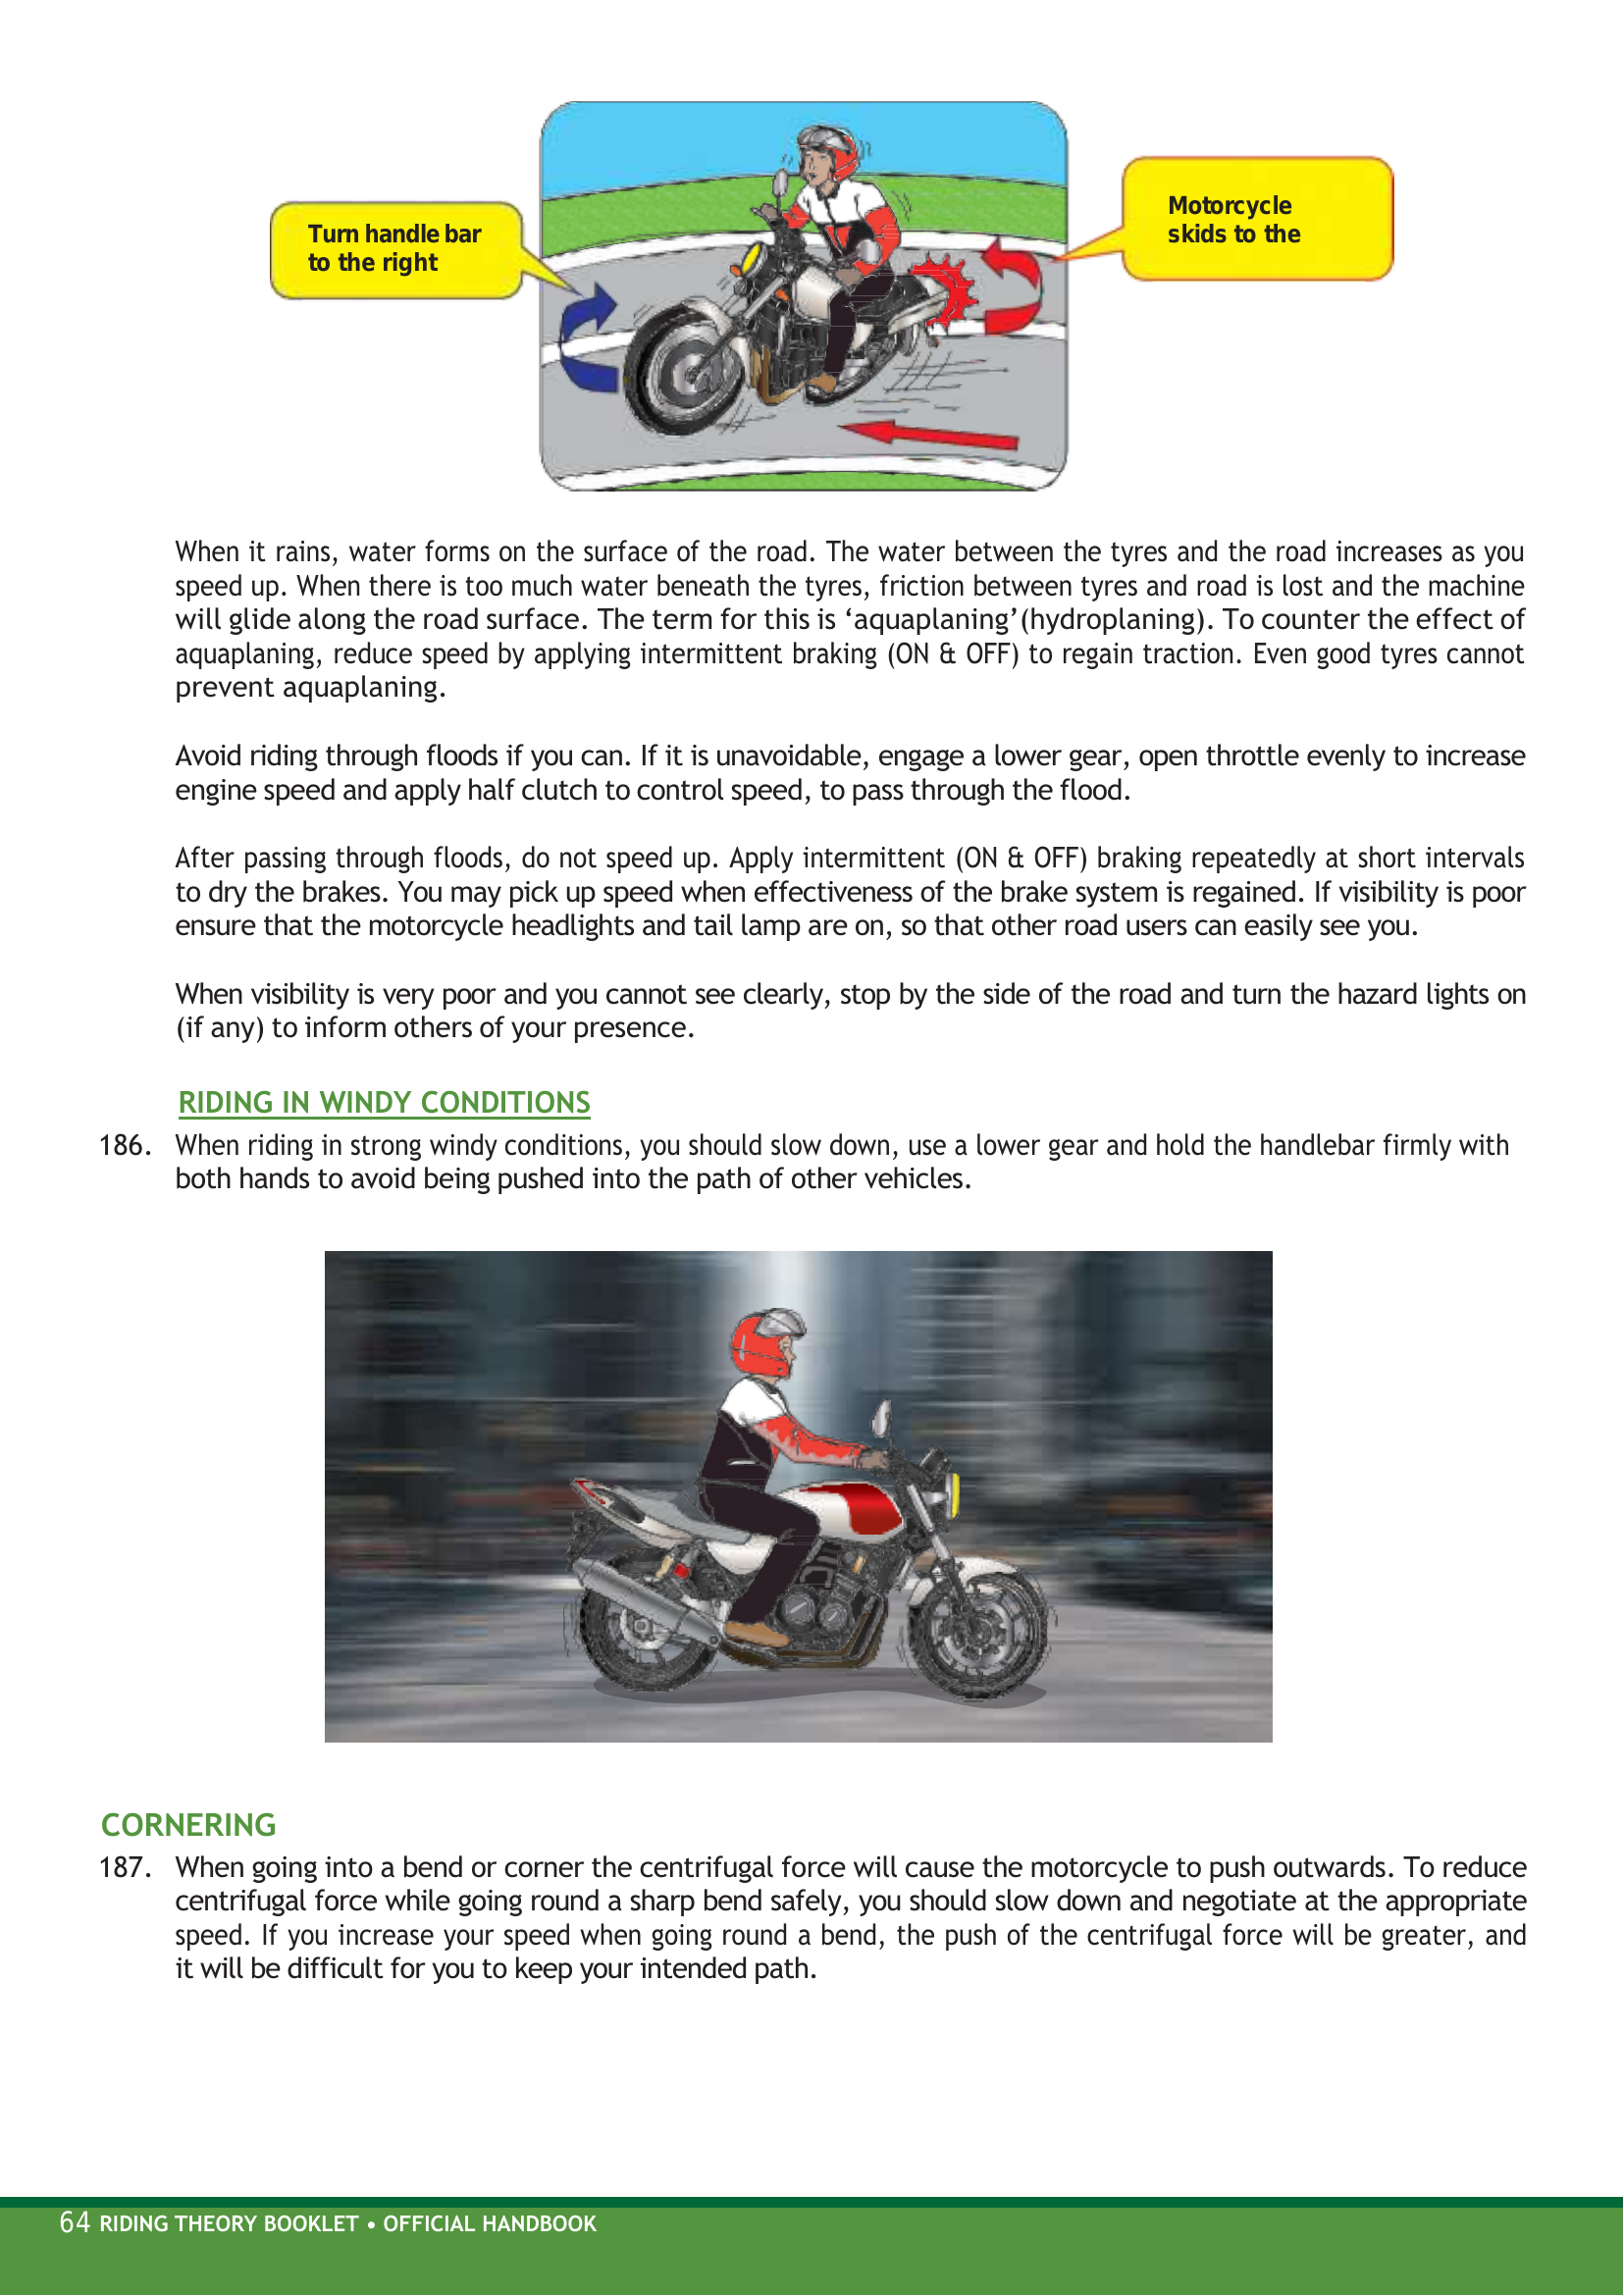 Turn handle bar
to the right
Motorcycle
skids to the
When it rains, water forms on the surface of the road. The water between the tyres and the road increases as you
speed up. When there is too much water beneath the tyres, friction between tyres and road is lost and the machine
will glide along the road surface. The term for this is ‘aquaplaning’(hydroplaning). To counter the effect of
aquaplaning, reduce speed by applying intermittent braking (ON & OFF) to regain traction. Even good tyres cannot
prevent aquaplaning.
Avoid riding through floods if you can. If it is unavoidable, engage a lower gear, open throttle evenly to increase
engine speed and apply half clutch to control speed, to pass through the flood.
After passing through floods, do not speed up. Apply intermittent (ON & OFF) braking repeatedly at short intervals
to dry the brakes. You may pick up speed when effectiveness of the brake system is regained. If visibility is poor
ensure that the motorcycle headlights and tail lamp are on, so that other road users can easily see you.
When visibility is very poor and you cannot see clearly, stop by the side of the road and turn the hazard lights on
(if any) to inform others of your presence.
RIDING IN WINDY CONDITIONS
186. When riding in strong windy conditions, you should slow down, use a lower gear and hold the handlebar firmly with
both hands to avoid being pushed into the path of other vehicles.
CORNERING
187. When going into a bend or corner the centrifugal force will cause the motorcycle to push outwards. To reduce
centrifugal force while going round a sharp bend safely, you should slow down and negotiate at the appropriate
speed. If you increase your speed when going round a bend, the push of the centrifugal force will be greater, and
it will be difficult for you to keep your intended path.
64 RIDING THEORY BOOKLET • OFFICIAL HANDBOOK